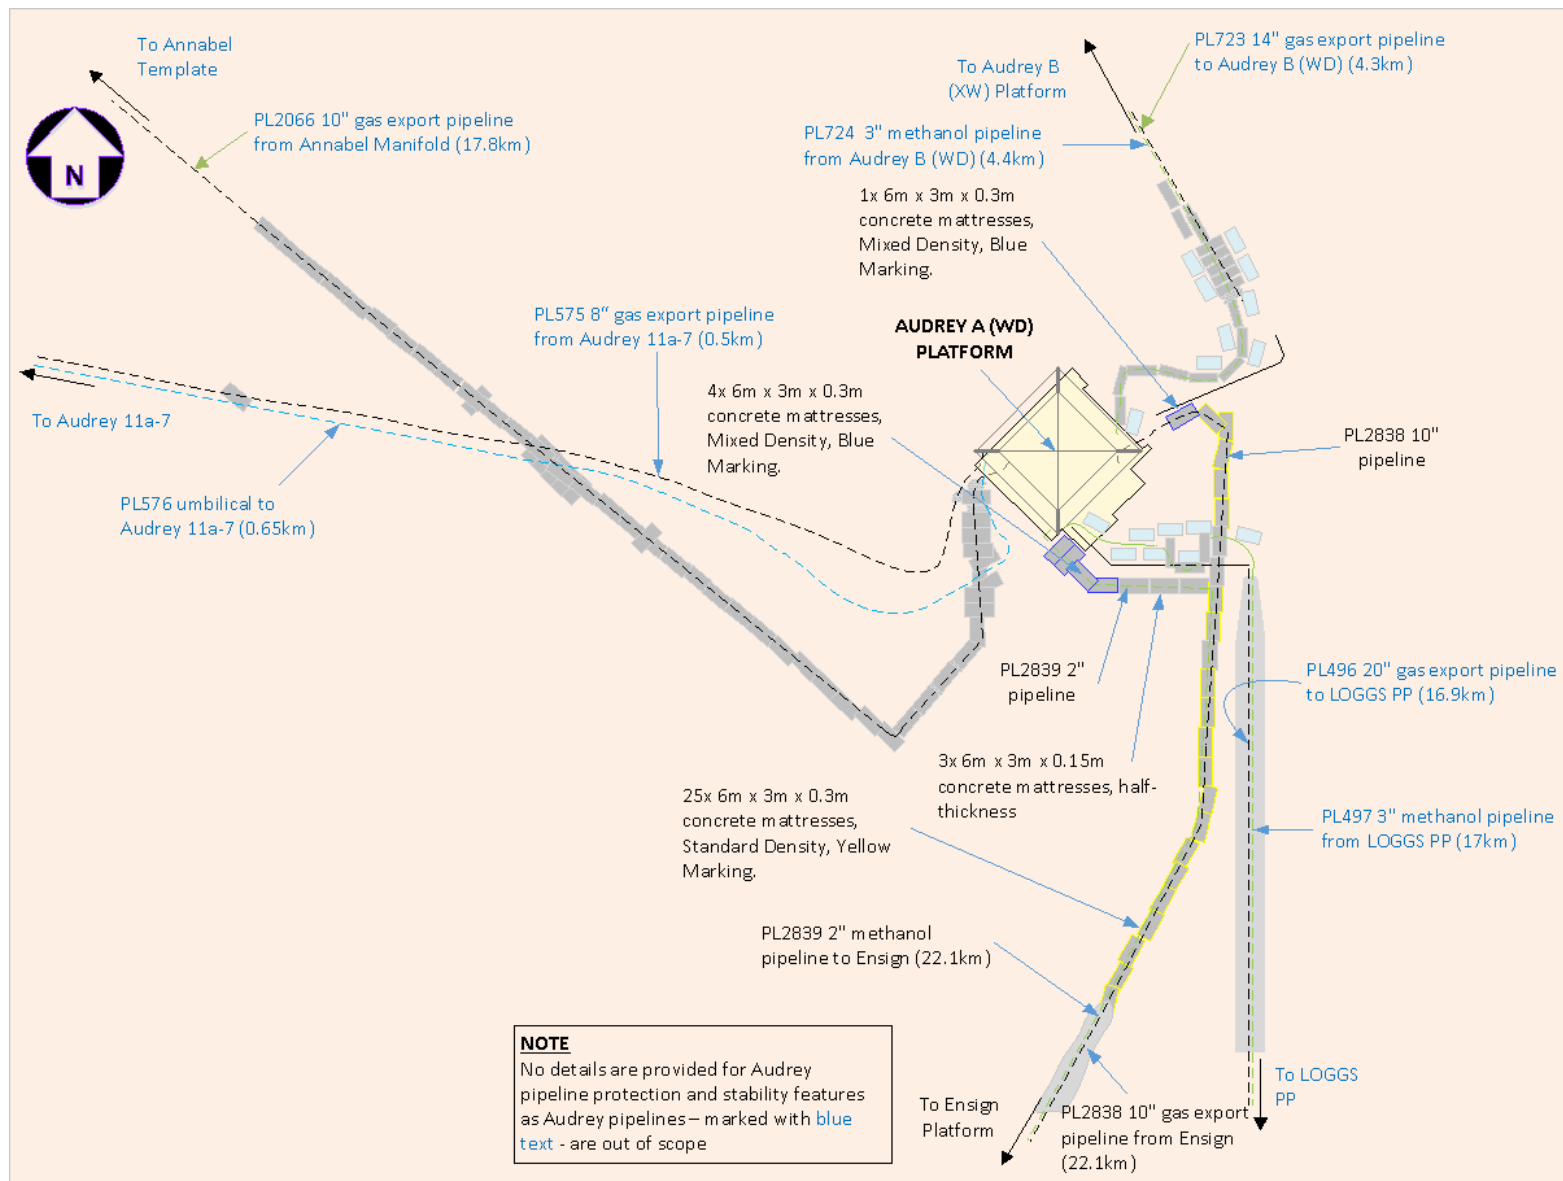 To Annabel
Template
N
PL2066 10" gas export pipeline
from Annabel Manifold (17.8km)
To Audrey B
(XW) Platform
PL723 14" gas export pipeline
to Audrey B (WD) (4.3km)
PL724 3" methanol pipeline
from Audrey B (WD) (4.4km)
1x 6m x 3m x 0.3m
concrete mattresses,
Mixed Density, Blue
Marking.
PL575 8“ gas export pipeline
from Audrey 11a-7 (0.5km)
AUDREY A (WD)
PLATFORM
4x 6m x 3m x 0.3m
concrete mattresses,
Mixed Density, Blue
Marking.
To Audrey 11a-7
PL576 umbilical to
Audrey 11a-7 (0.65km)
PL2838 10"
pipeline
PL2839 2"
pipeline
PL496 20" gas export pipeline
to LOGGS PP (16.9km)
3x 6m x 3m x 0.15m
concrete mattresses, half-
thickness
25x 6m x 3m x 0.3m
concrete mattresses,
Standard Density, Yellow
Marking.
PL497 3" methanol pipeline
from LOGGS PP (17km)
PL2839 2" methanol
pipeline to Ensign (22.1km)
NOTE
No details are provided for Audrey
pipeline protection and stability features
as Audrey pipelines – marked with blue
text - are out of scope
To Ensign
Platform
PL2838 10" gas export
pipeline from Ensign
(22.1km)
To LOGGS
PP